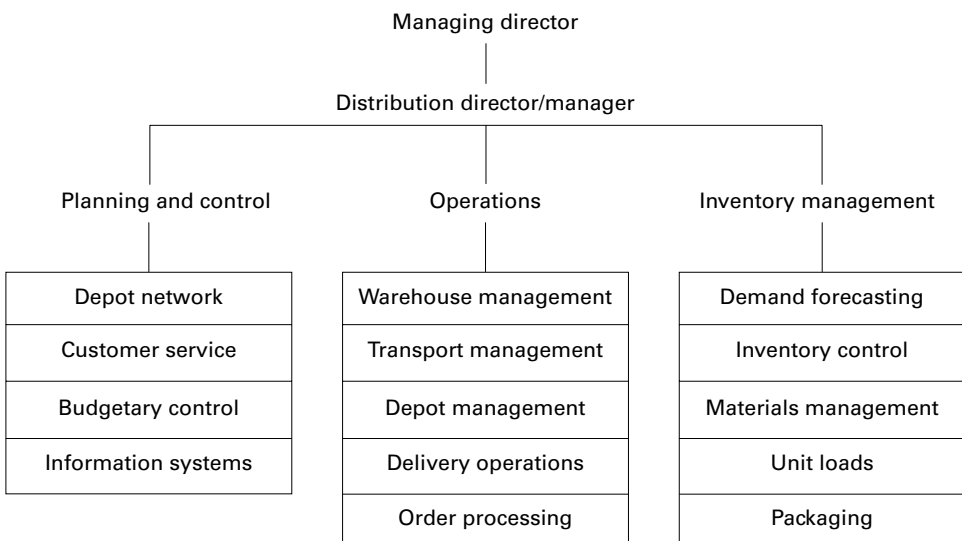 Managing director
Distribution director/manager
Planning and control
Operations
Inventory management
Depot network
Customer service
Budgetary control
Information systems
Warehouse management
Transport management
Depot management
Delivery operations
Order processing
Demand forecasting
Inventory control
Materials management
Unit loads
Packaging